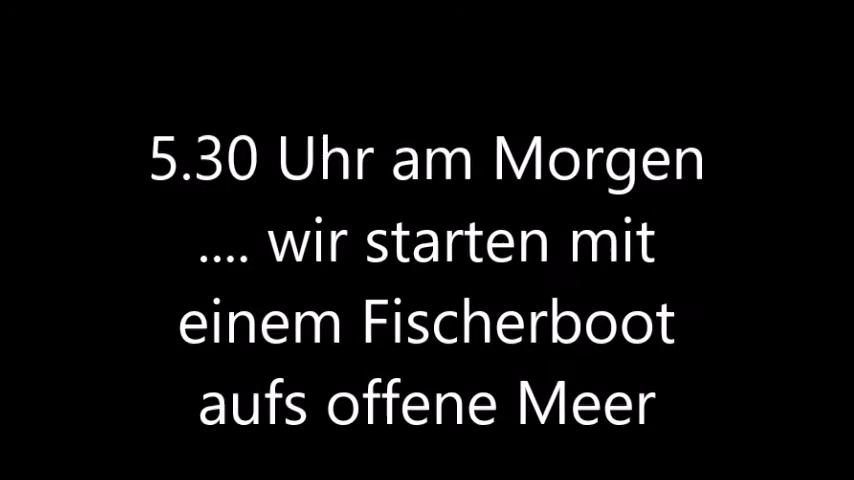 5.30 Uhr am Morgen
.... wir starten mit
einem Fischerboot
aufs offene Meer